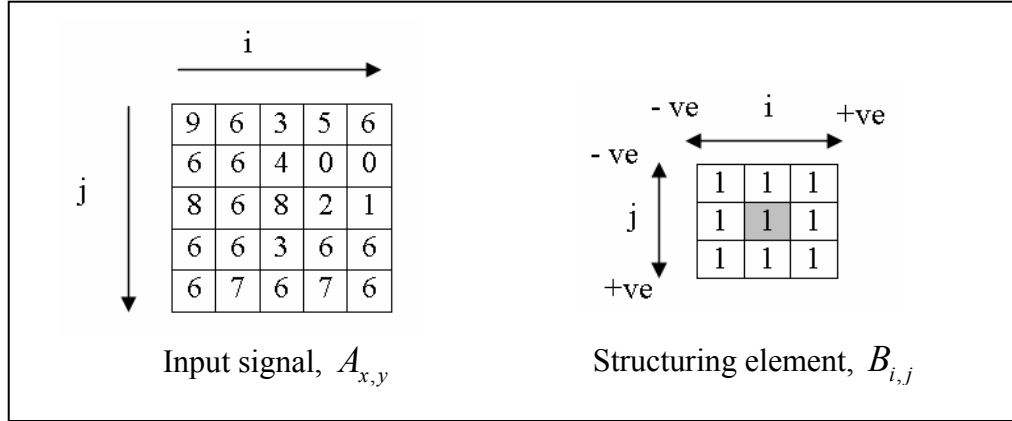 i
j
9 6 3 5 6
6 6 4 0 0
8 6 8 2 1
6 6 3 6 6
6 7 6 7 6
Input signal, A x,y
- ve i +ve
- ve
j
+ve
1 1 1
1 1 1
1 1 1
Structuring element, B i,j